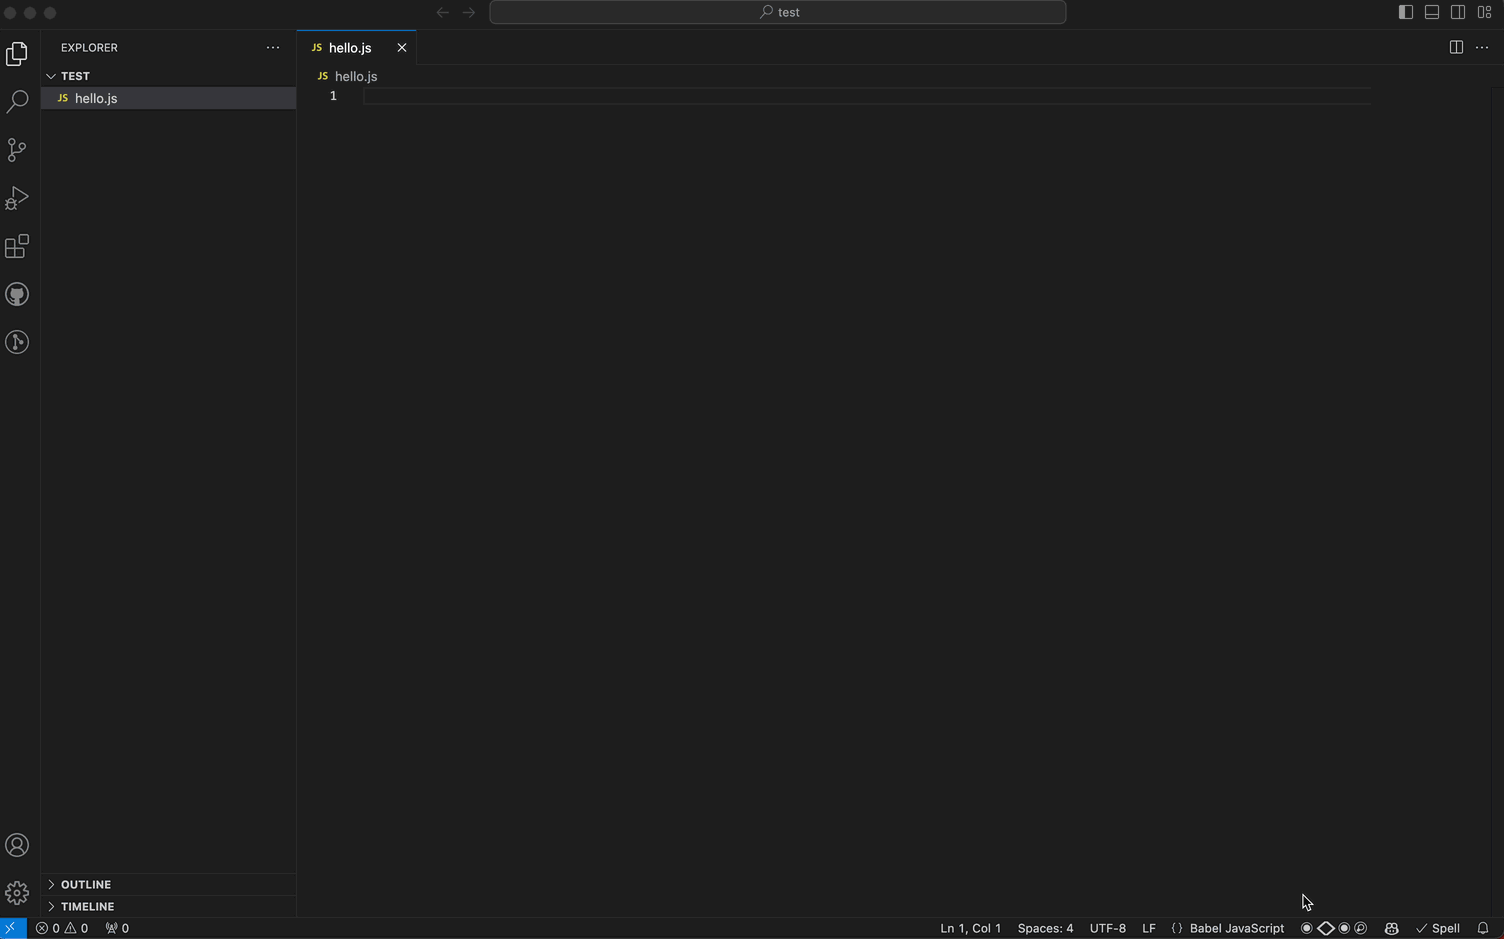 test
EXPLORER
JS hello.js
TEST
JS hello.js
JS hello.js
1
OUTLINE
TIMELINE
0 0 0 Ln 1, Col 1 Spaces: 4 UTF-8 LF {} Babel JavaScript Spell